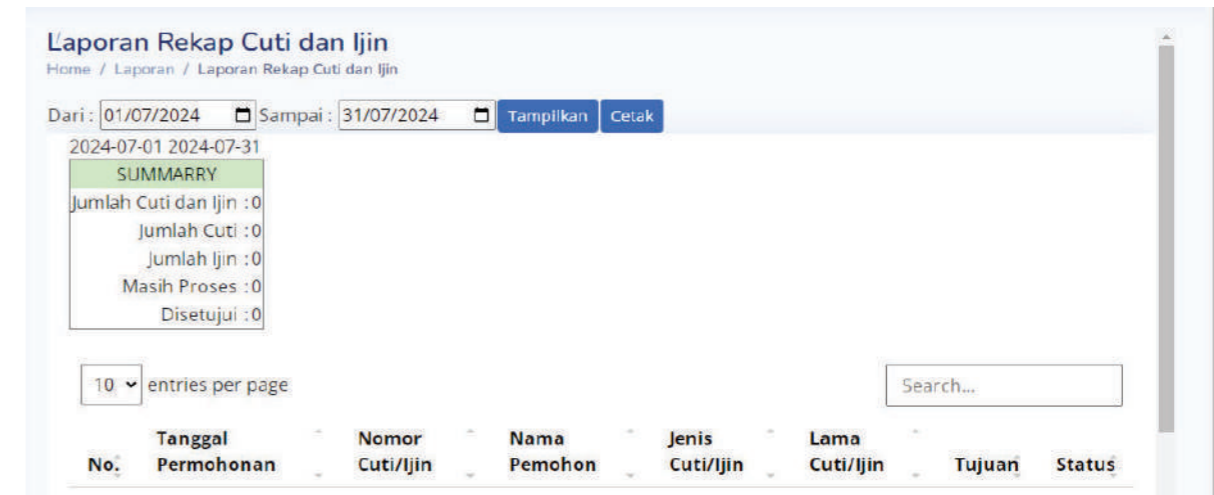 Laporan Rekap Cuti dan Ijin
Home / Laporan / Laporan Rekap Cuti dan Ijin
Dari : 01/07/2024 Sampai : 31/07/2024 Tampilkan Cetak
2024-07-01 2024-07-31
SUMMARRY
Jumlah Cuti dan Ijin : 0
Jumlah Cuti : 0
Jumlah Ijin : 0
Masih Proses : 0
Disetujui : 0
10 entries per page Search...
No. Tanggal Permohonan Nomor Cuti/Ijin Nama Pemohon Jenis Cuti/Ijin Lama Cuti/Ijin Tujuan Status